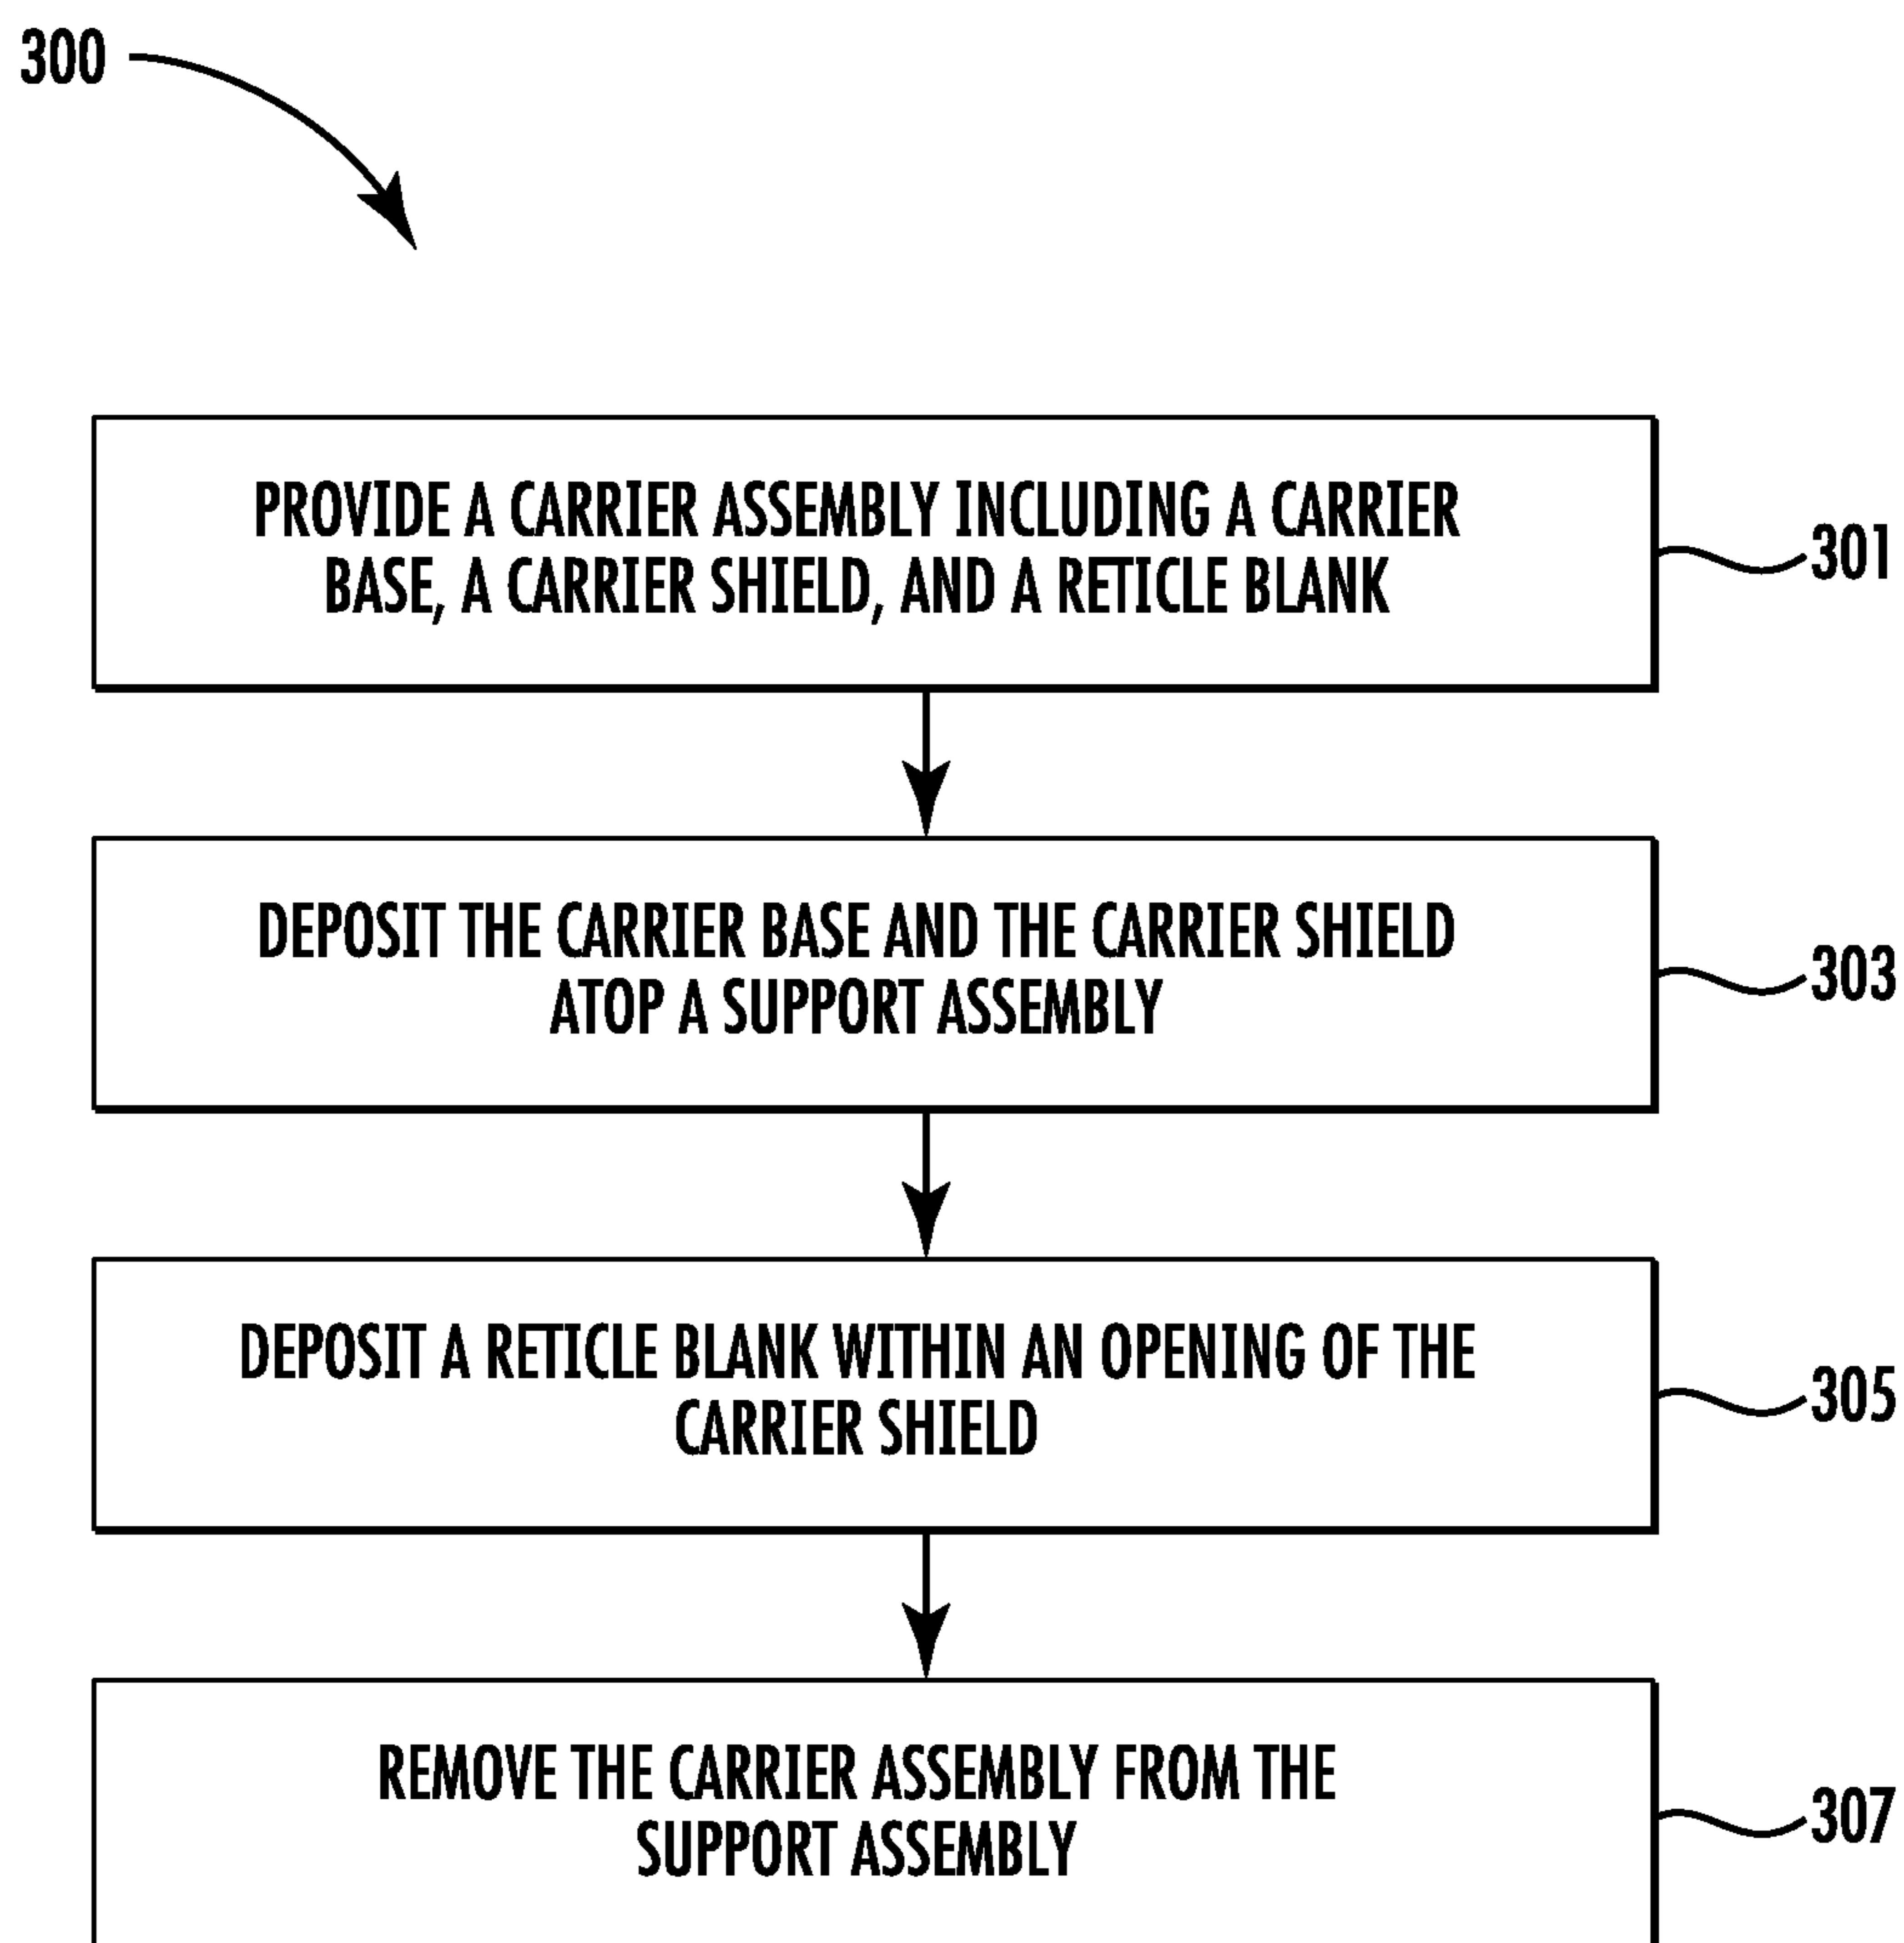 300
PROVIDE A CARRIER ASSEMBLY INCLUDING A CARRIER
BASE, A CARRIER SHIELD, AND A RETICLE BLANK
301
DEPOSIT THE CARRIER BASE AND THE CARRIER SHIELD
ATOP A SUPPORT ASSEMBLY
303
DEPOSIT A RETICLE BLANK WITHIN AN OPENING OF THE
CARRIER SHIELD
305
REMOVE THE CARRIER ASSEMBLY FROM THE
SUPPORT ASSEMBLY
307